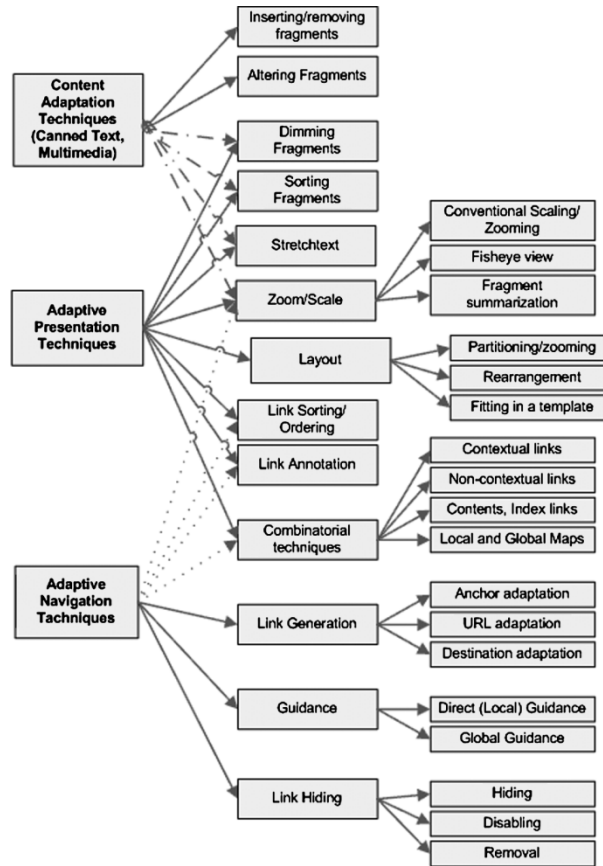 Inserting/removing
fragments
Altering Fragments
Content
Adaptation
Techniques
(Canned Text,
Multimedia)
Dimming
Fragments
Sorting
Fragments
Stretchtext
Zoom/Scale
Conventional Scaling/
Zooming
Fisheye view
Fragment
summarization
Adaptive
Presentation
Techniques
Layout
Partitioning/zooming
Rearrangement
Fitting in a template
Link Sorting/
Ordering
Link Annotation
Combinatorial
techniques
Contextual links
Non-contextual links
Contents, Index links
Local and Global Maps
Adaptive
Navigation
Tachniques
Link Generation
Anchor adaptation
URL adaptation
Destination adaptation
Guidance
Direct (Local) Guidance
Global Guidance
Link Hiding
Hiding
Disabling
Removal